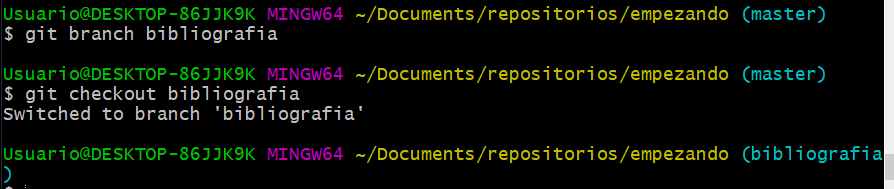 Usuario@DESKTOP-86JJK9K MINGW64 ~/Documents/repositorios/empezando (master)
$ git branch bibliografia
Usuario@DESKTOP-86JJK9K MINGW64 ~/Documents/repositorios/empezando (master)
$ git checkout bibliografia
Switched to branch 'bibliografia'
Usuario@DESKTOP-86JJK9K MINGW64 ~/Documents/repositorios/empezando (bibliografia
)
$